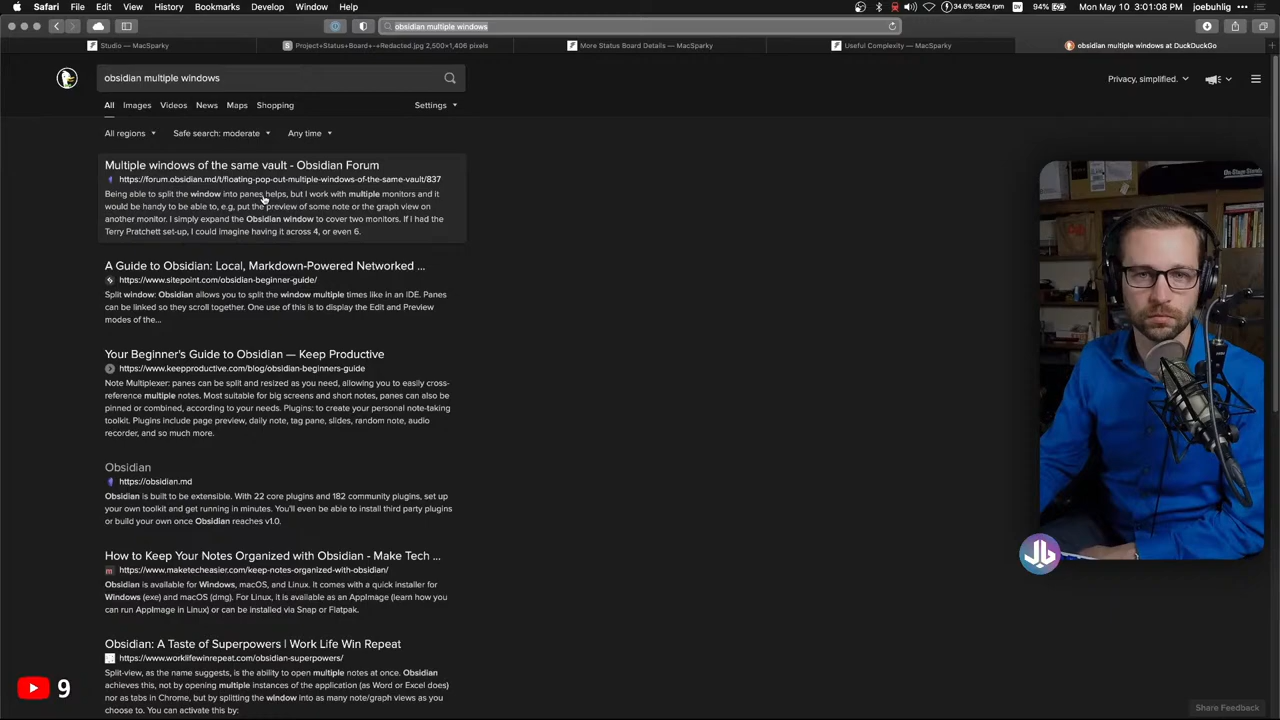 Safari File Edit View History Bookmarks Develop Window Help 34.6% 5624 rpm 94% Mon May 10 3:01:08 PM joebuhlig
obsidian multiple windows
Studio — MacSparky
Project+Status+Board+-+Redacted.jpg 2,500×1,406 pixels
More Status Board Details — MacSparky
Useful Complexity — MacSparky
obsidian multiple windows at DuckDuckGo
obsidian multiple windows
Privacy, simplified.
All Images Videos News Maps Shopping Settings
All regions Safe search: moderate Any time
Multiple windows of the same vault - Obsidian Forum
https://forum.obsidian.md/t/floating-pop-out-multiple-windows-of-the-same-vault/837
Being able to split the window into panes helps, but I work with multiple monitors and it
would be handy to be able to, e.g, put the preview of some note or the graph view on
another monitor. I simply expand the Obsidian window to cover two monitors. If I had the
Terry Pratchett set-up, I could imagine having it across 4, or even 6.
A Guide to Obsidian: Local, Markdown-Powered Networked ...
https://www.sitepoint.com/obsidian-beginner-guide/
Split window: Obsidian allows you to split the window multiple times like in an IDE. Panes
can be linked so they scroll together. One use of this is to display the Edit and Preview
modes of the...
Your Beginner's Guide to Obsidian — Keep Productive
https://www.keepproductive.com/blog/obsidian-beginners-guide
Note Multiplexer: panes can be split and resized as you need, allowing you to easily cross-
reference multiple notes. Most suitable for big screens and short notes, panes can also be
pinned or combined, according to your needs. Plugins: to create your personal note-taking
toolkit. Plugins include page preview, daily note, tag pane, slides, random note, audio
recorder, and so much more.
Obsidian
https://obsidian.md
Obsidian is built to be extensible. With 22 core plugins and 182 community plugins, set up
your own toolkit and get running in minutes. You'll even be able to install third party plugins
or build your own once Obsidian reaches v1.0.
How to Keep Your Notes Organized with Obsidian - Make Tech ...
https://www.maketecheasier.com/keep-notes-organized-with-obsidian/
Obsidian is available for Windows, macOS, and Linux. It comes with a quick installer for
Windows (exe) and macOS (dmg). For Linux, it is available as an AppImage (learn how you
can run AppImage in Linux) or can be installed via Snap or Flatpak.
Obsidian: A Taste of Superpowers | Work Life Win Repeat
https://www.worklifewinrepeat.com/obsidian-superpowers/
Split-view, as the name suggests, is the ability to open multiple notes at once. Obsidian
achieves this, not by opening multiple instances of the application (as Word or Excel does)
nor as tabs in Chrome, but by splitting the window into as many note/graph views as you
choose to. You can activate this by:
9
Share Feedback